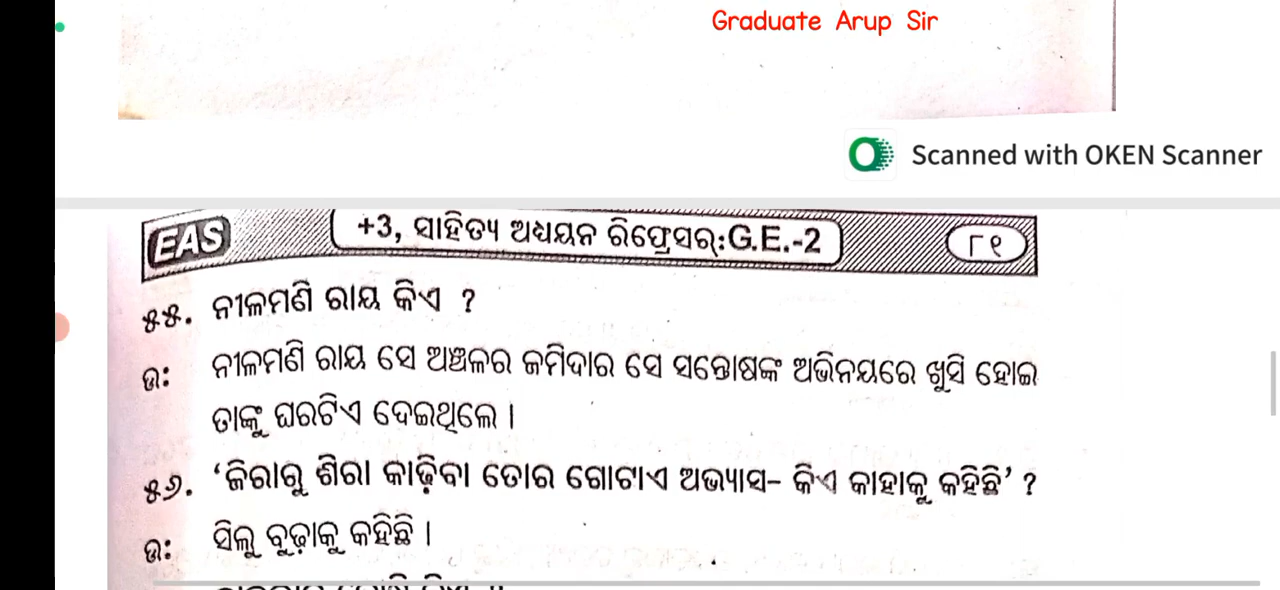 Graduate Arup Sir
Scanned with OKEN Scanner
EAS +3, ସାହିତ୍ୟ ଅଧ୍ୟୟନ ରିଫ୍ରେସର୍:G.E.-2 ୮୧
୫୫. ନୀଳମଣି ରାୟ କିଏ ?
ଉ: ନୀଳମଣି ରାୟ ସେ ଅଞ୍ଚଳର ଜମିଦାର ସେ ସନ୍ତୋଷଙ୍କ ଅଭିନୟରେ ଖୁସି ହୋଇ
ତାଙ୍କୁ ଘରଟିଏ ଦେଇଥିଲେ ।
୫୬. ‘ଜିରାରୁ ଶିରା କାଢ଼ିବା ତୋର ଗୋଟାଏ ଅଭ୍ୟାସ- କିଏ କାହାକୁ କହିଛି’ ?
ଉ: ସିଲୁ ବୁଢ଼ାକୁ କହିଛି ।